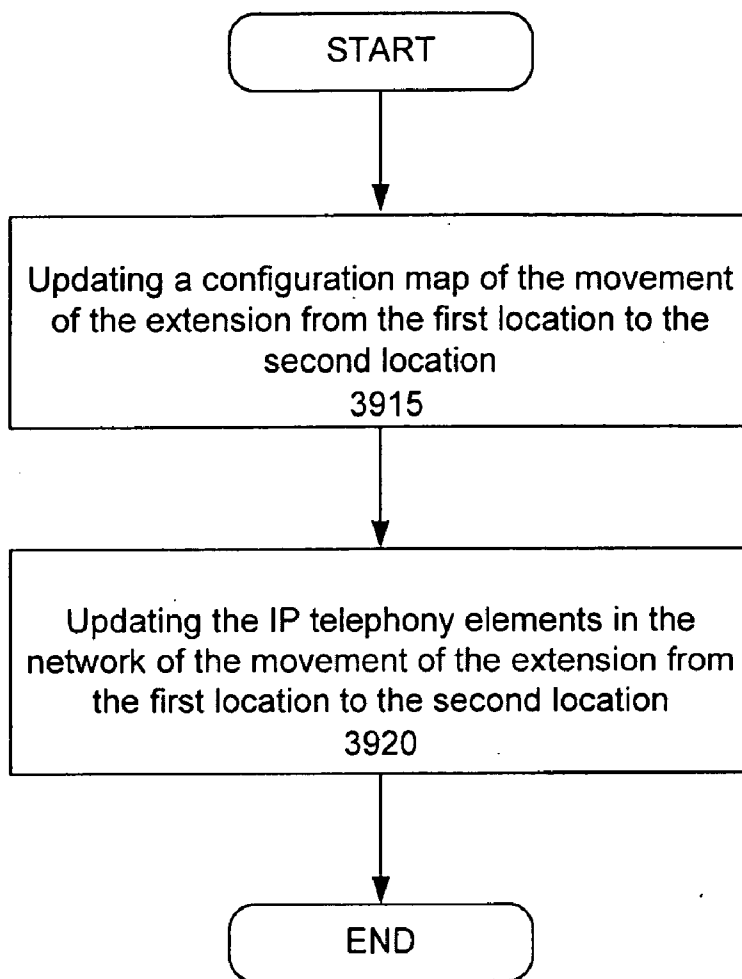 START
Updating a configuration map of the movement
of the extension from the first location to the
second location
3915
Updating the IP telephony elements in the
network of the movement of the extension from
the first location to the second location
3920
END